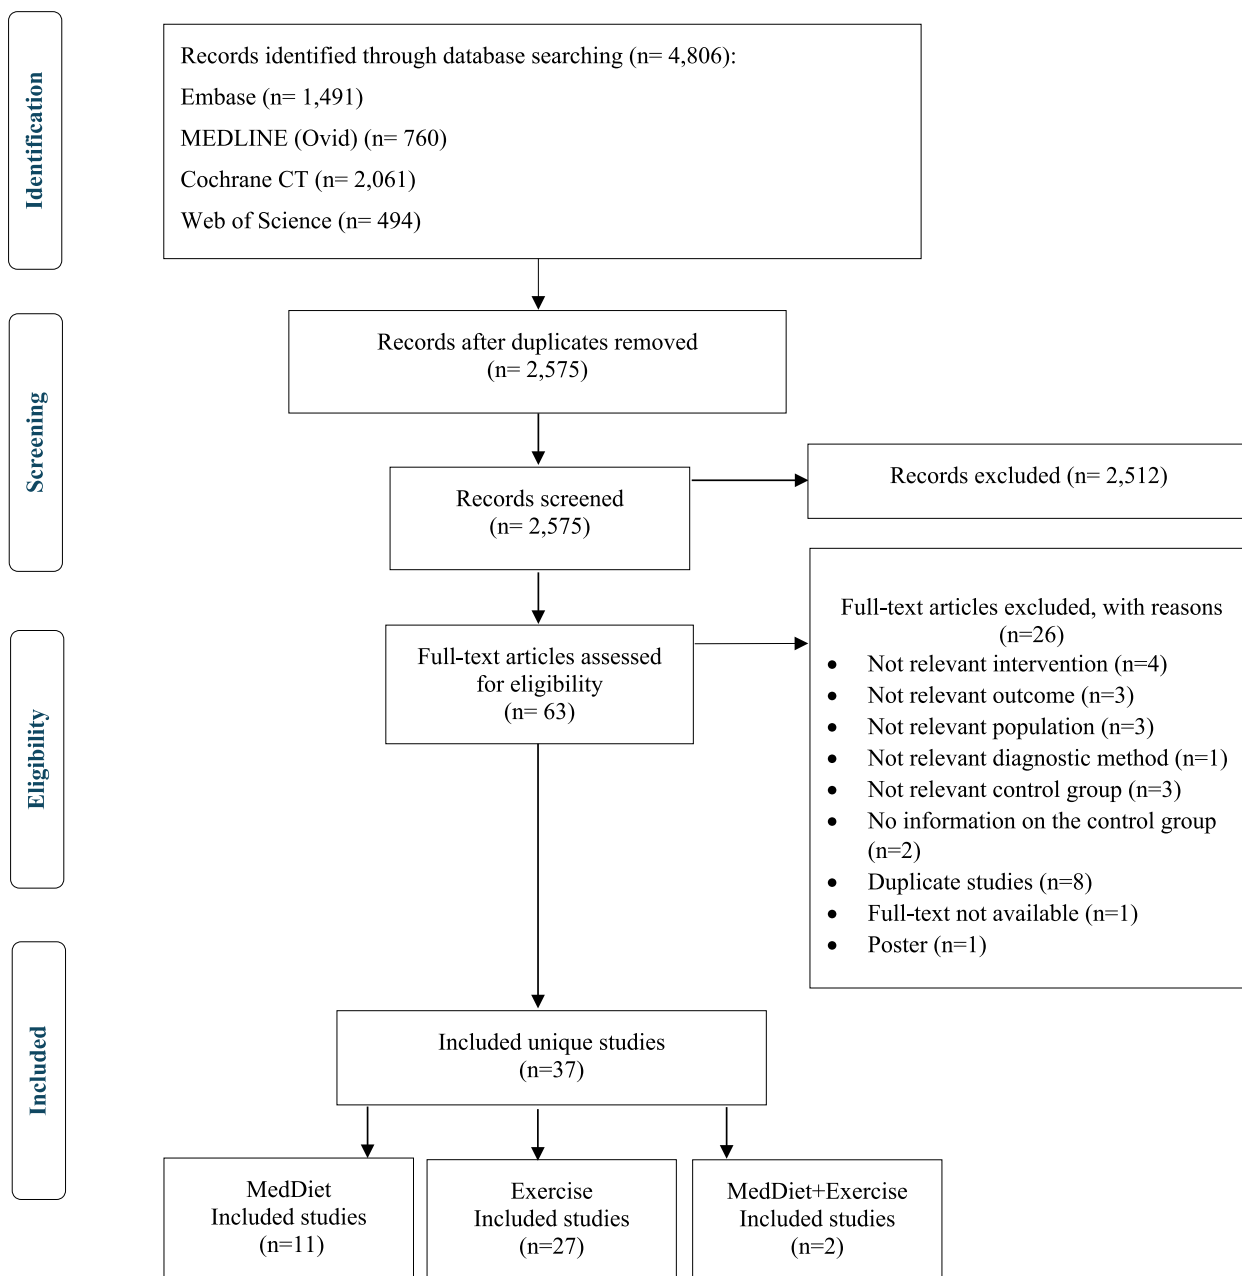 Identification
Records identified through database searching (n= 4,806):
Embase (n= 1,491)
MEDLINE (Ovid) (n= 760)
Cochrane CT (n= 2,061)
Web of Science (n= 494)
Screening
Records after duplicates removed
(n= 2,575)
Records screened
(n= 2,575)
Records excluded (n= 2,512)
Eligibility
Full-text articles assessed
for eligibility
(n= 63)
Full-text articles excluded, with reasons
(n=26)
• Not relevant intervention (n=4)
• Not relevant outcome (n=3)
• Not relevant population (n=3)
• Not relevant diagnostic method (n=1)
• Not relevant control group (n=3)
• No information on the control group
(n=2)
• Duplicate studies (n=8)
• Full-text not available (n=1)
• Poster (n=1)
Included
Included unique studies
(n=37)
MedDiet
Included studies
(n=11)
Exercise
Included studies
(n=27)
MedDiet+Exercise
Included studies
(n=2)